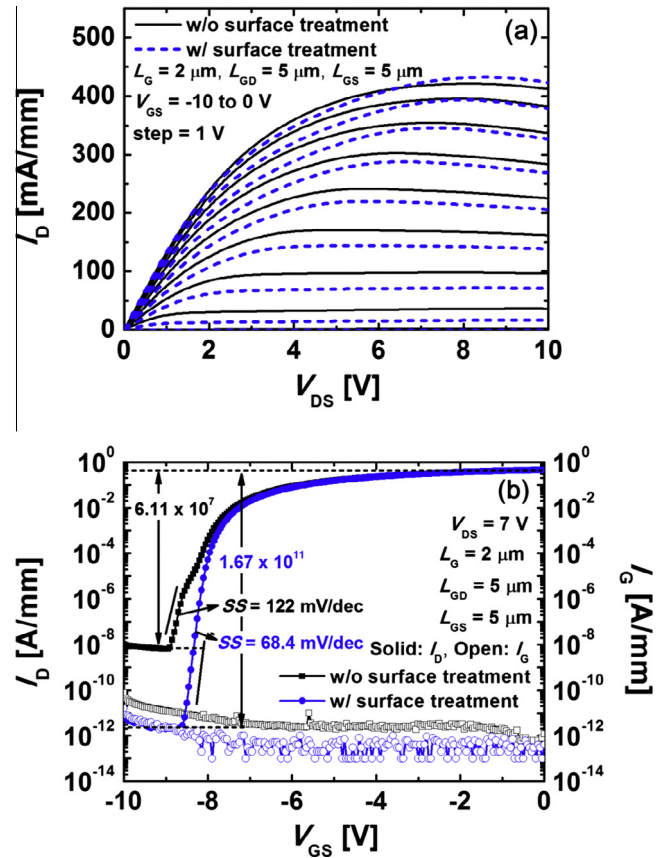 500
400
300
200
100
0
I_D [mA/mm]
w/o surface treatment
w/ surface treatment
(a)
L_G = 2 μm, L_GD = 5 μm, L_GS = 5 μm
V_GS = -10 to 0 V
step = 1 V
0 2 4 6 8 10
V_DS [V]
10^0
10^-2
10^-4
10^-6
10^-8
10^-10
10^-12
10^-14
I_D [A/mm]
6.11 x 10^7
1.67 x 10^11
(b)
V_DS = 7 V
L_G = 2 μm
L_GD = 5 μm
L_GS = 5 μm
SS = 122 mV/dec
SS = 68.4 mV/dec
Solid: I_D, Open: I_G
w/o surface treatment
w/ surface treatment
10^0
10^-2
10^-4
10^-6
10^-8
10^-10
10^-12
10^-14
I_G [A/mm]
-10 -8 -6 -4 -2 0
V_GS [V]